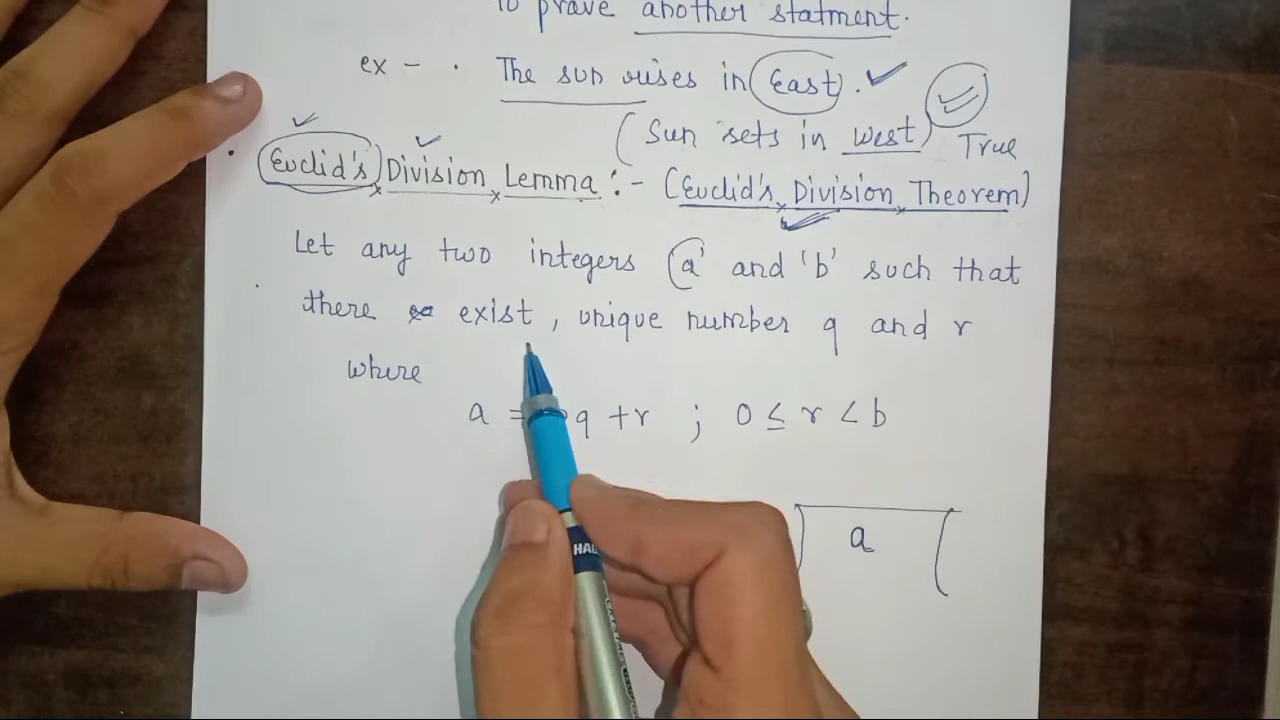 to prove another statment.
ex - . The sun rises in East.
(Sun sets in west) True
. Euclid's Division Lemma :- (Euclid's Division Theorem)
Let any two integers 'a' and 'b' such that
there exist, unique number q and r
where
a = q + r ; 0 ≤ r < b
a
HAU